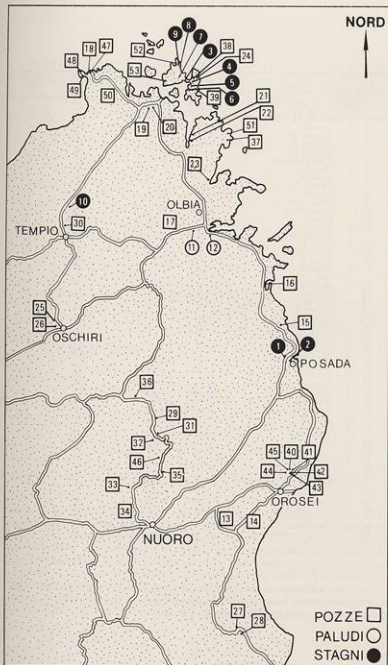 NORD
9 8 7 3 38 24
52 4
53 5
39 6
48 18 47
49 50
19 20
21
22
51
37
23
OLBIA
17
11 12
10
30
TEMPIO
16
15
25
26
OSCHIRI
1 2
POSADA
36
29
31
32
46
35
33
34
NUORO
45 40 41
44 42
43
OROSEI
13 14
27 28
POZZE
PALUDI
STAGNI